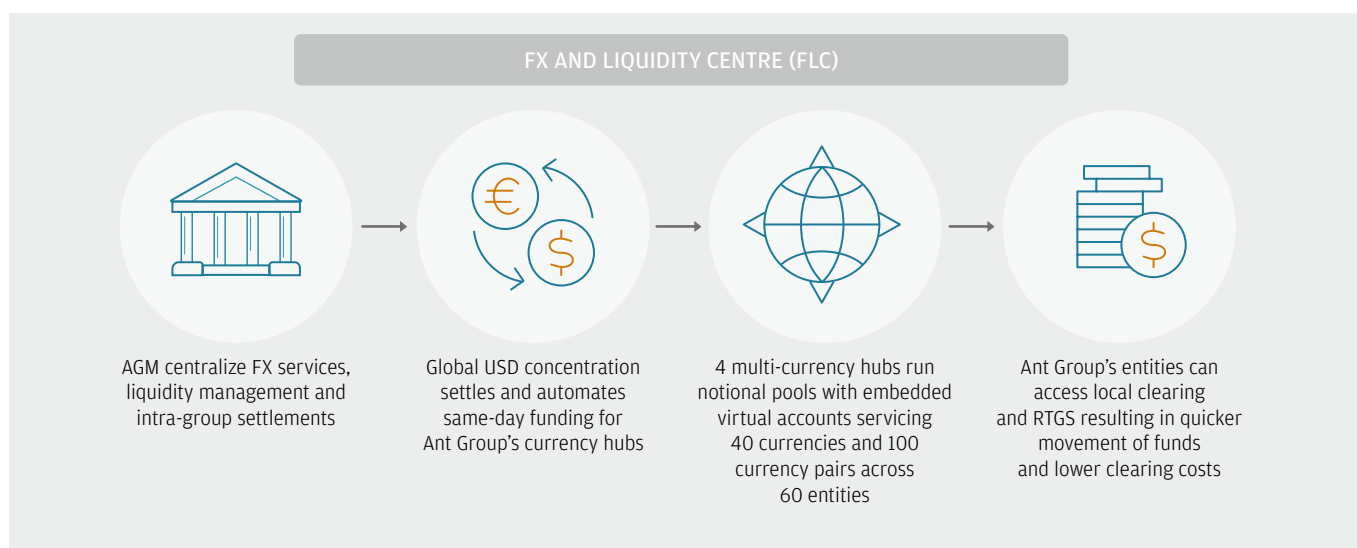 FX AND LIQUIDITY CENTRE (FLC)
€
$
$
AGM centralize FX services,
liquidity management and
intra-group settlements
Global USD concentration
settles and automates
same-day funding for
Ant Group’s currency hubs
4 multi-currency hubs run
notional pools with embedded
virtual accounts servicing
40 currencies and 100
currency pairs across
60 entities
Ant Group’s entities can
access local clearing
and RTGS resulting in quicker
movement of funds
and lower clearing costs